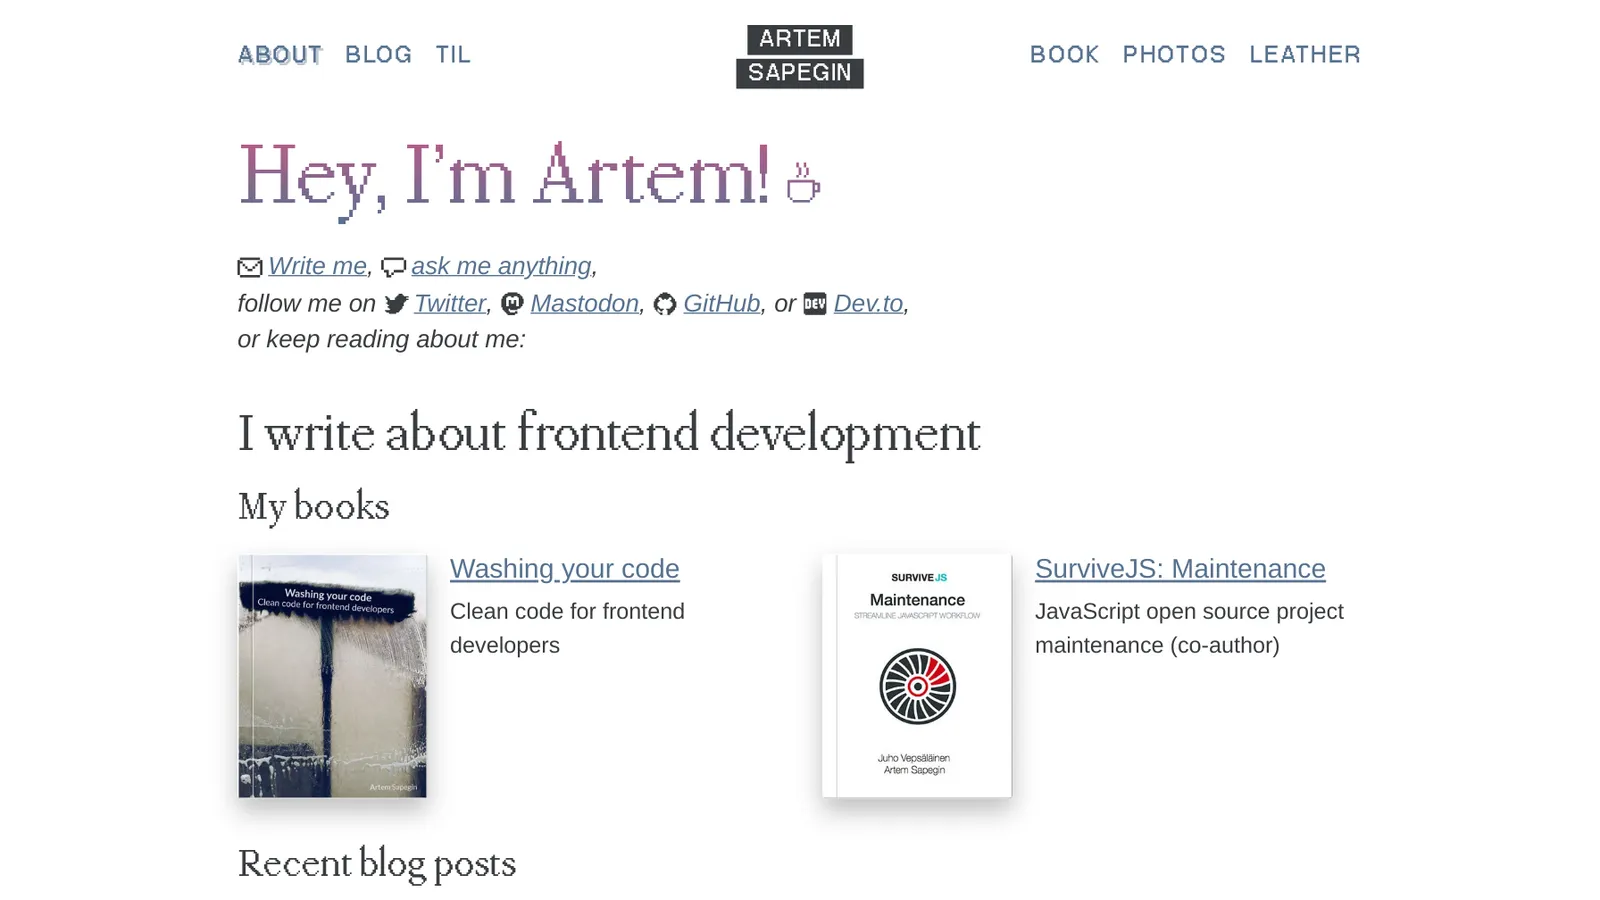 ABOUT BLOG TIL
ARTEM
SAPEGIN
BOOK PHOTOS LEATHER
Hey, I’m Artem!
Write me, ask me anything,
follow me on Twitter, Mastodon, GitHub, or DEV Dev.to,
or keep reading about me:
I write about frontend development
My books
Washing your code
Clean code for frontend developers
Artem Sapegin
Washing your code
Clean code for frontend
developers
SURVIVEJS
Maintenance
STREAMLINE JAVASCRIPT WORKFLOW
Juho Vepsäläinen
Artem Sapegin
SurviveJS: Maintenance
JavaScript open source project
maintenance (co-author)
Recent blog posts